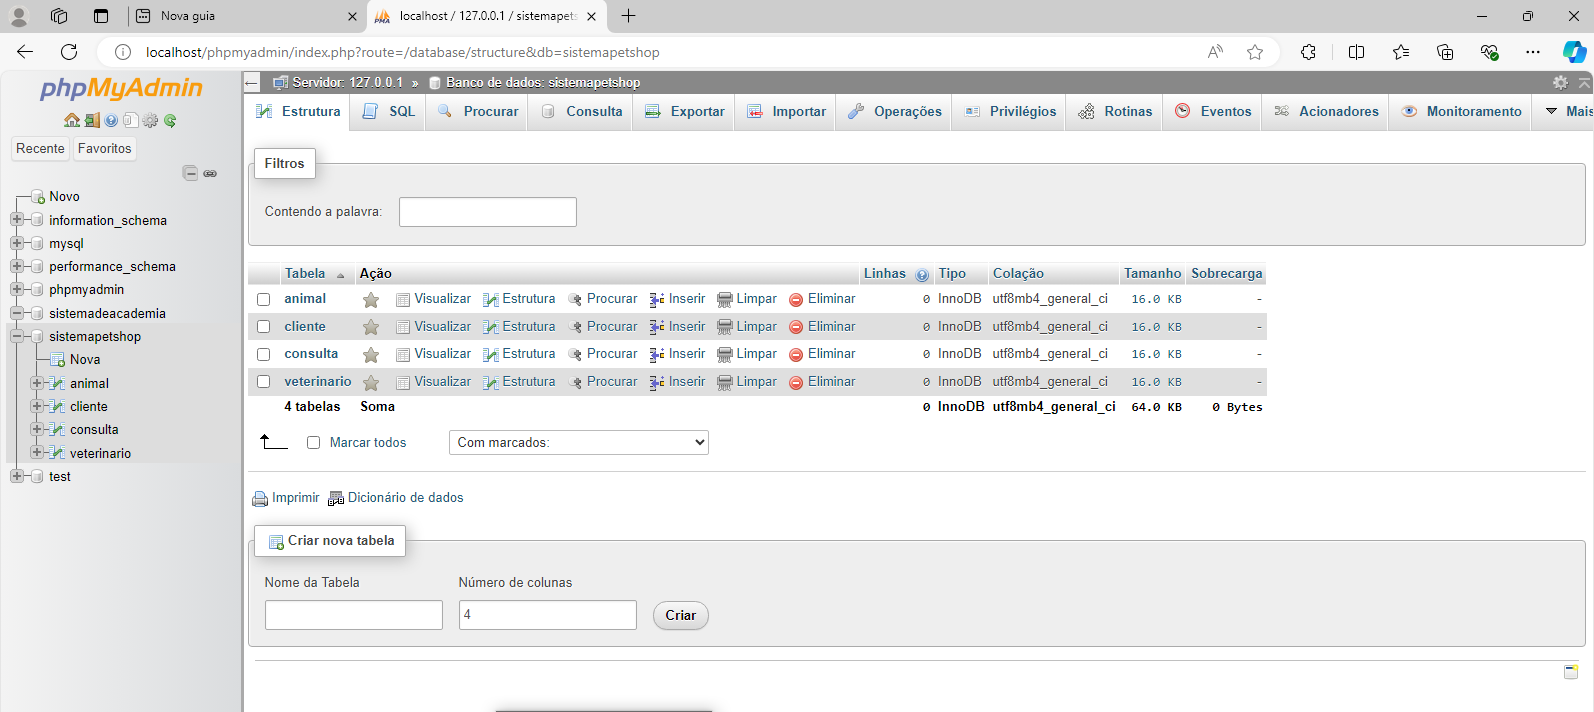 Nova guia
localhost / 127.0.0.1 / sistemapets
localhost/phpmyadmin/index.php?route=/database/structure&db=sistemapetshop
phpMyAdmin
Recente Favoritos
Novo
information_schema
mysql
performance_schema
phpmyadmin
sistemadeacademia
sistemapetshop
Nova
animal
cliente
consulta
veterinario
test
Servidor: 127.0.0.1 » Banco de dados: sistemapetshop
Estrutura SQL Procurar Consulta Exportar Importar Operações Privilégios Rotinas Eventos Acionadores Monitoramento Mais
Filtros
Contendo a palavra:
Tabela Ação Linhas Tipo Colação Tamanho Sobrecarga
animal Visualizar Estrutura Procurar Inserir Limpar Eliminar 0 InnoDB utf8mb4_general_ci 16.0 KB -
cliente Visualizar Estrutura Procurar Inserir Limpar Eliminar 0 InnoDB utf8mb4_general_ci 16.0 KB -
consulta Visualizar Estrutura Procurar Inserir Limpar Eliminar 0 InnoDB utf8mb4_general_ci 16.0 KB -
veterinario Visualizar Estrutura Procurar Inserir Limpar Eliminar 0 InnoDB utf8mb4_general_ci 16.0 KB -
4 tabelas Soma 0 InnoDB utf8mb4_general_ci 64.0 KB 0 Bytes
Marcar todos Com marcados:
Imprimir Dicionário de dados
Criar nova tabela
Nome da Tabela Número de colunas
4 Criar